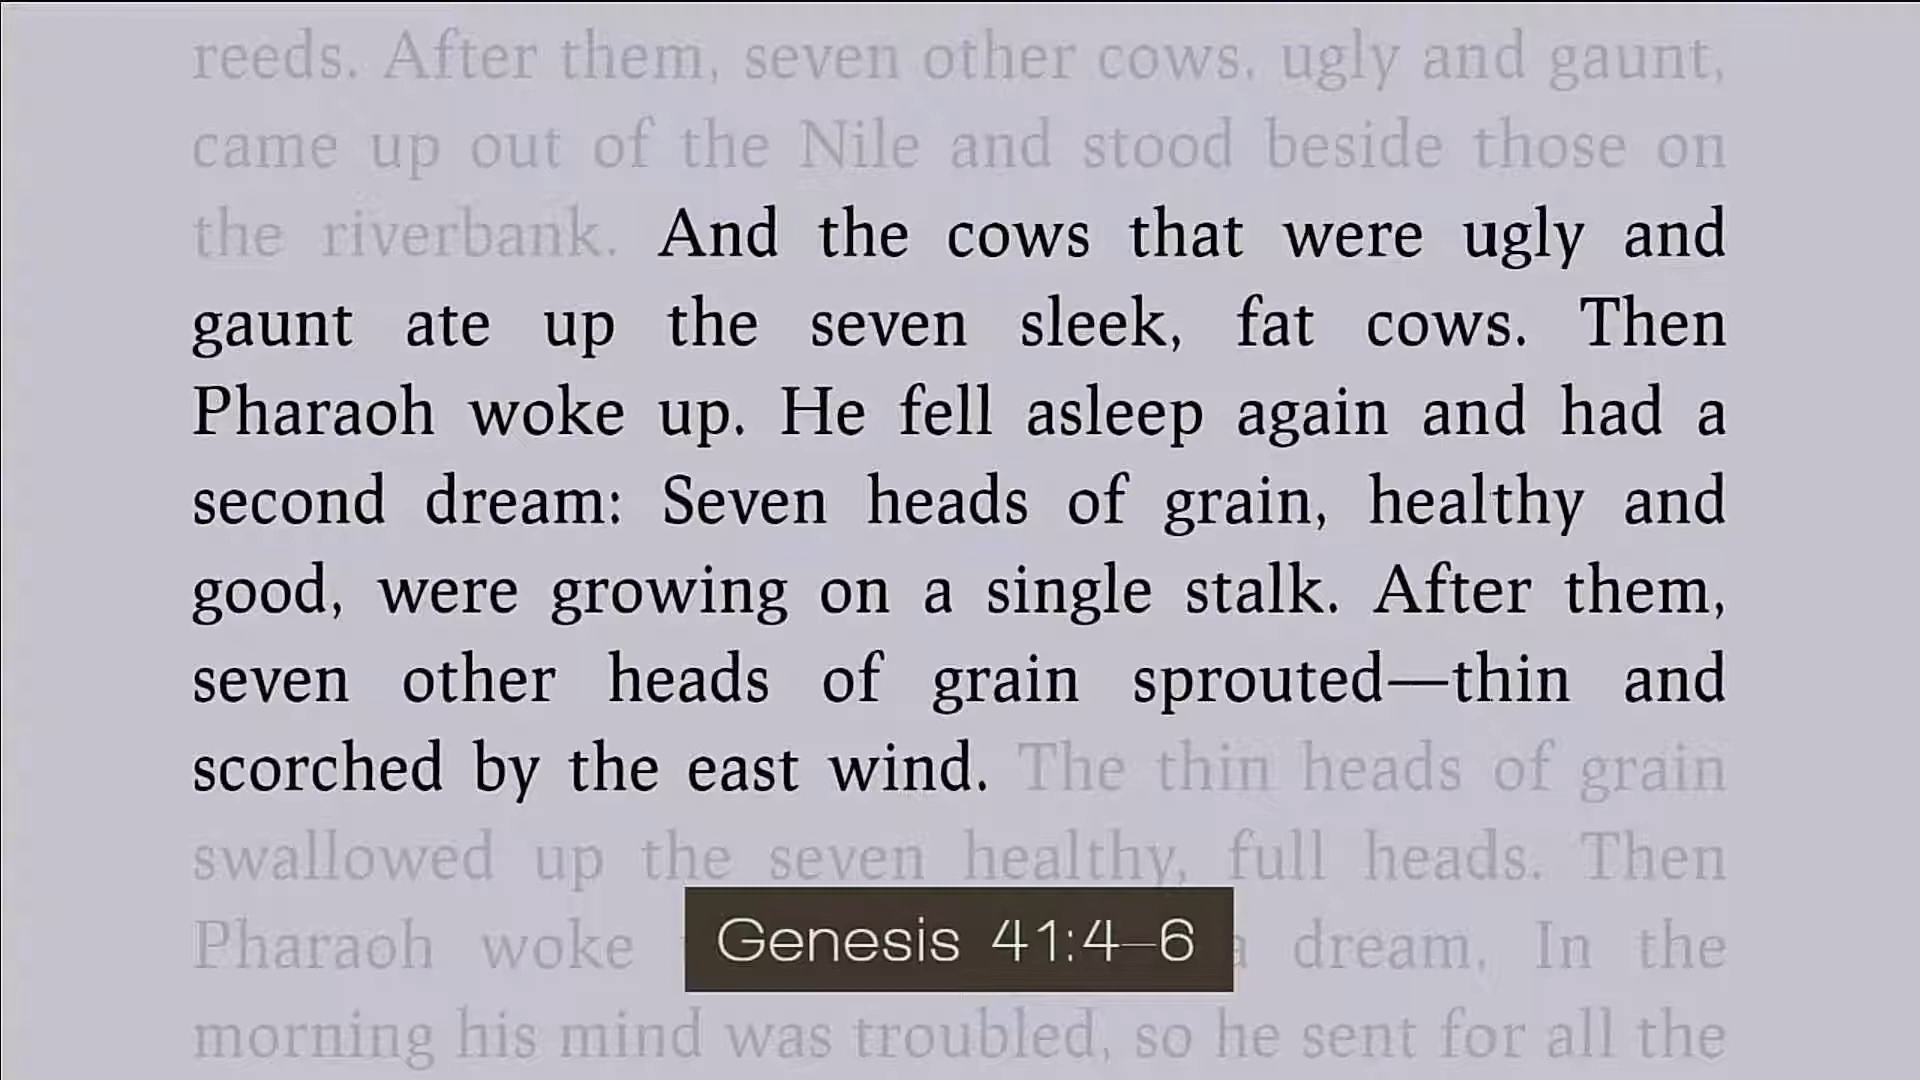 reeds. After them, seven other cows, ugly and gaunt,
came up out of the Nile and stood beside those on
the riverbank. And the cows that were ugly and
gaunt ate up the seven sleek, fat cows. Then
Pharaoh woke up. He fell asleep again and had a
second dream: Seven heads of grain, healthy and
good, were growing on a single stalk. After them,
seven other heads of grain sprouted—thin and
scorched by the east wind. The thin heads of grain
swallowed up the seven healthy, full heads. Then
Pharaoh woke a dream. In the
Genesis 41:4–6
morning his mind was troubled, so he sent for all the